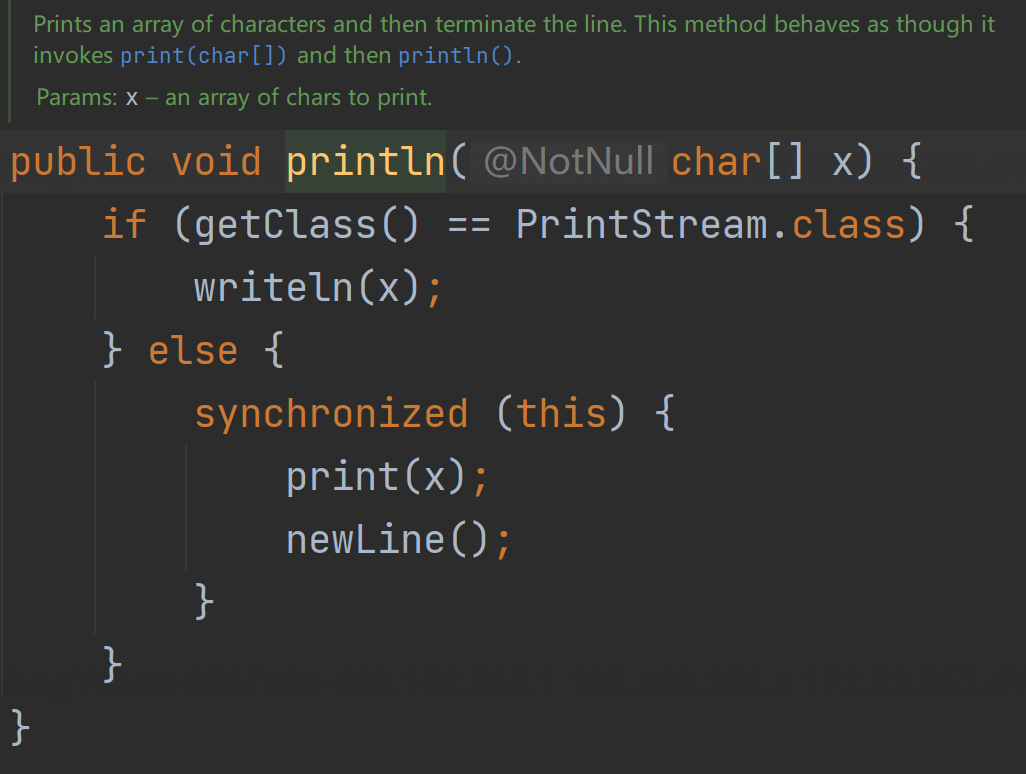 Prints an array of characters and then terminate the line. This method behaves as though it
invokes print(char[]) and then println().
Params: x – an array of chars to print.
public void println( @NotNull char[] x) {
    if (getClass() == PrintStream.class) {
        writeln(x);
    } else {
        synchronized (this) {
            print(x);
            newLine();
        }
    }
}